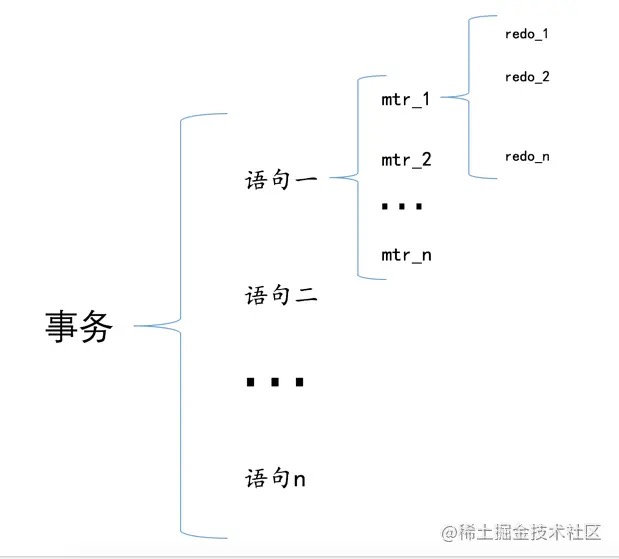 事务
语句一
mtr_1
redo_1
redo_2
redo_n
mtr_2
...
mtr_n
语句二
...
语句n
@稀土掘金技术社区